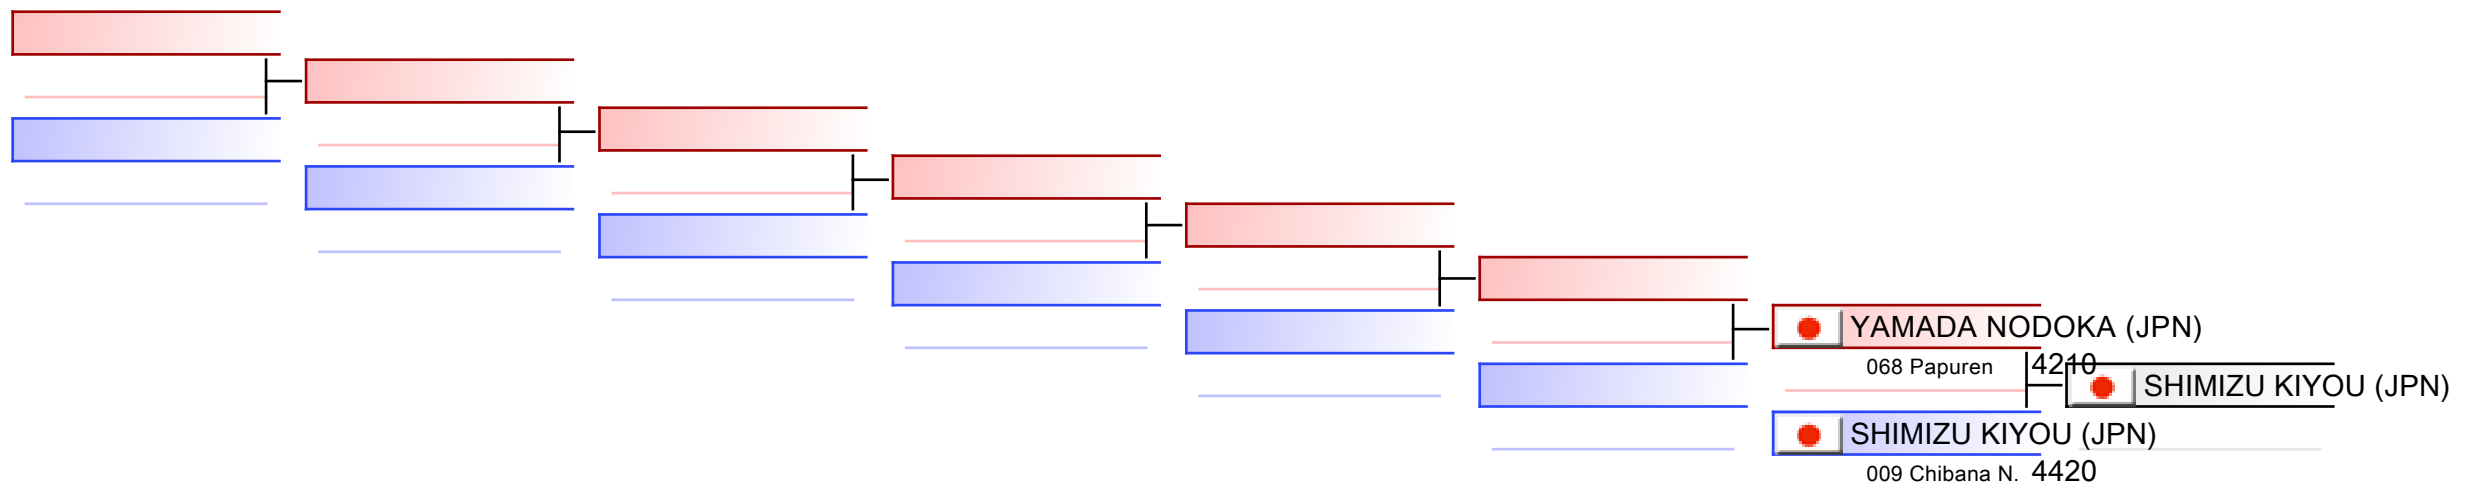 YAMADA NODOKA (JPN)
068 Papuren 4210
SHIMIZU KIYOU (JPN)
SHIMIZU KIYOU (JPN)
009 Chibana N. 4420